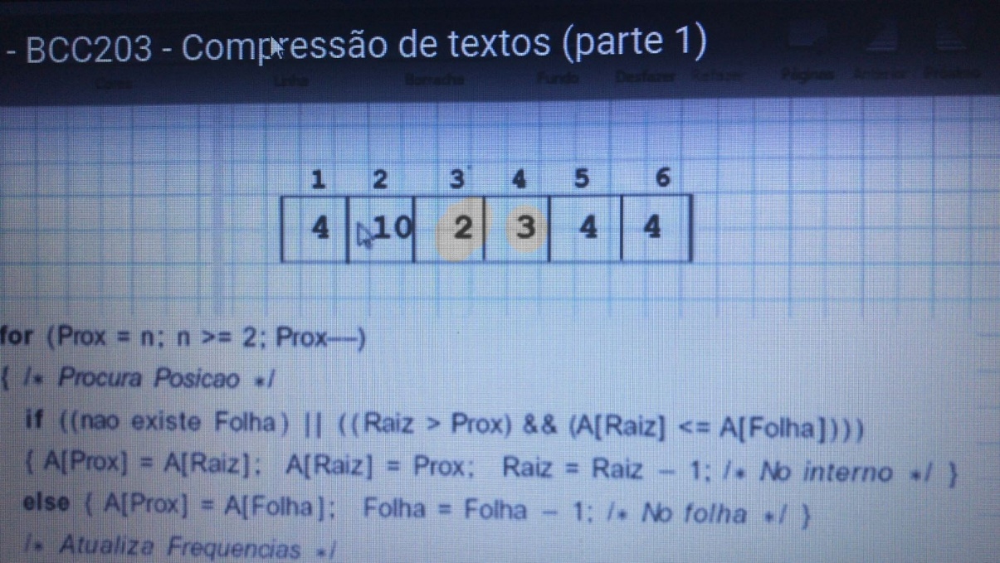 - BCC203 - Compressão de textos (parte 1)
Cores Linha Borracha Fundo Desfazer Refazer Páginas Anterior Próximo
1 2 3 4 5 6
4 10 2 3 4 4
for (Prox = n; n >= 2; Prox--)
{ /* Procura Posicao */
if ((nao existe Folha) || ((Raiz > Prox) && (A[Raiz] <= A[Folha])))
{ A[Prox] = A[Raiz]; A[Raiz] = Prox; Raiz = Raiz - 1; /* No interno */ }
else { A[Prox] = A[Folha]; Folha = Folha - 1; /* No folha */ }
/* Atualiza Frequencias */